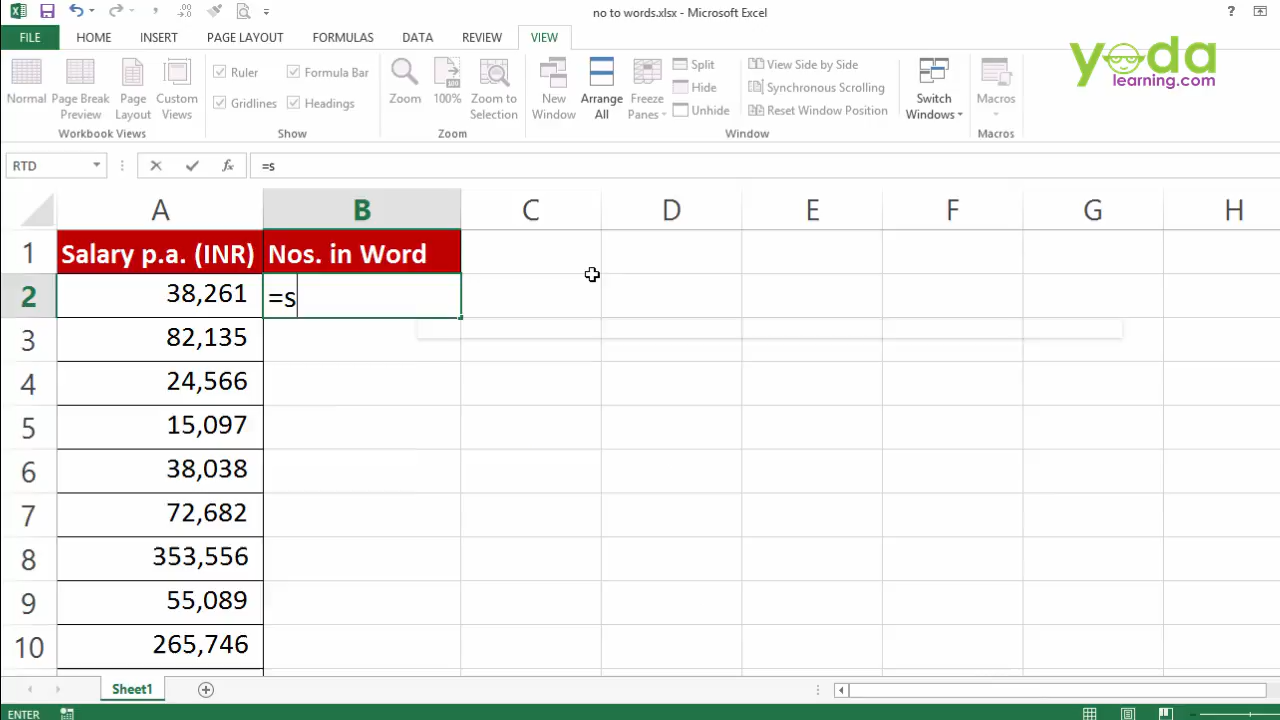 no to words.xlsx - Microsoft Excel
?
yoda
learning.com
FILE HOME INSERT PAGE LAYOUT FORMULAS DATA REVIEW VIEW
Normal
Page Break Preview
Page Layout
Custom Views
Workbook Views
Ruler
Formula Bar
Gridlines
Headings
Show
Zoom
100%
Zoom to Selection
Zoom
New Window
Arrange All
Freeze Panes
Split
Hide
Unhide
View Side by Side
Synchronous Scrolling
Reset Window Position
Window
Switch Windows
Macros
Macros
RTD fx =s
A B C D E F G H
1 Salary p.a. (INR) Nos. in Word
2 38,261 =s
3 82,135
4 24,566
5 15,097
6 38,038
7 72,682
8 353,556
9 55,089
10 265,746
Sheet1
ENTER